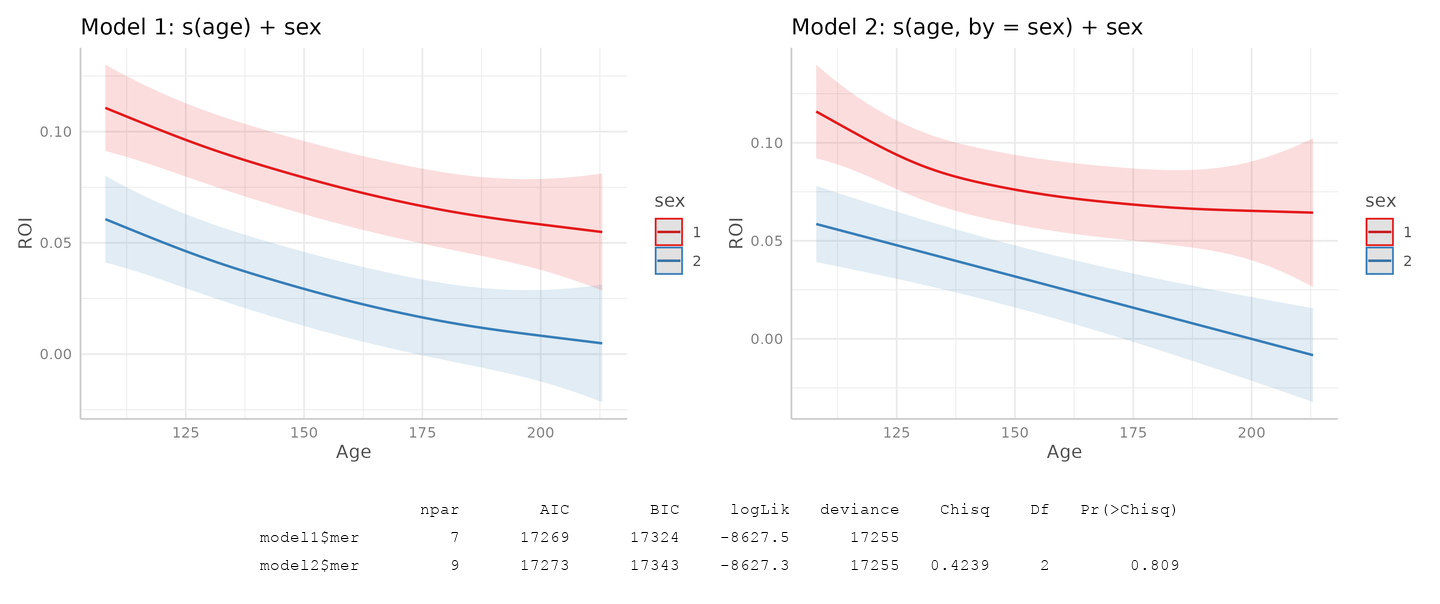 Model 1: s(age) + sex
0.10
0.05
0.00
ROI
125 150 175 200
Age
sex
1
2
Model 2: s(age, by = sex) + sex
0.10
0.05
0.00
ROI
125 150 175 200
Age
sex
1
2
npar AIC BIC logLik deviance Chisq Df Pr(>Chisq)
model1$mer 7 17269 17324 -8627.5 17255
model2$mer 9 17273 17343 -8627.3 17255 0.4239 2 0.809